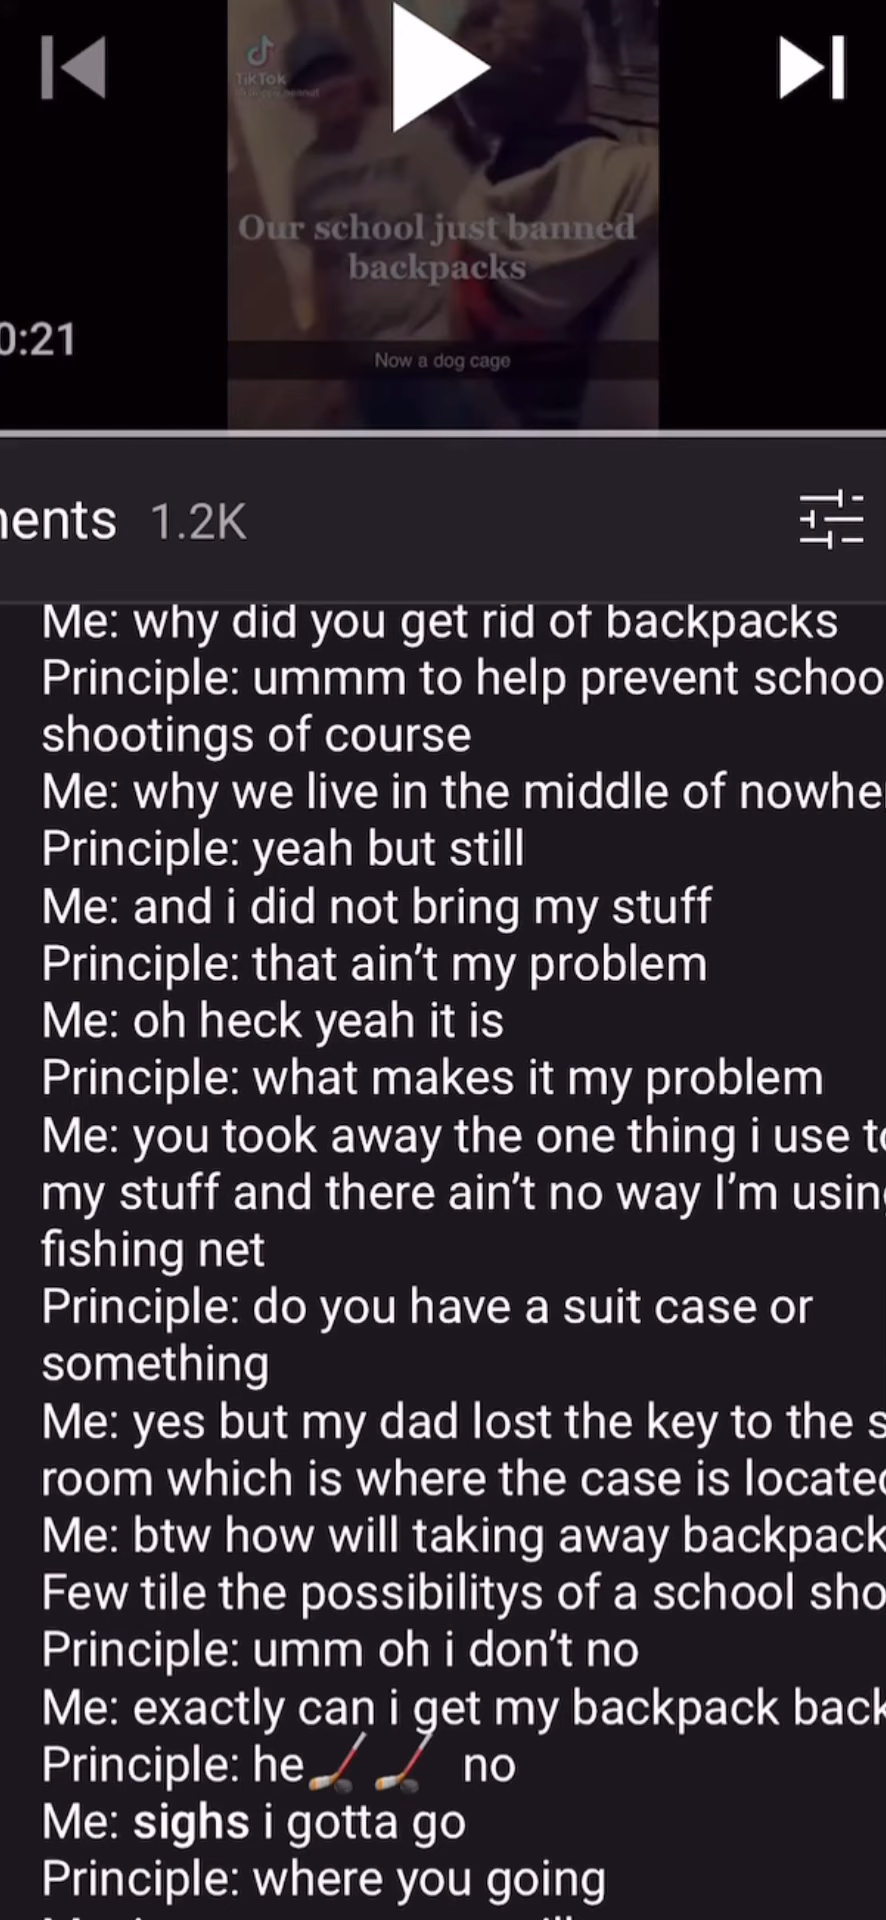 TikTok
Our school just banned
backpacks
0:21
Now a dog cage
ments 1.2K
Me: why did you get rid of backpacks
Principle: ummm to help prevent schoo
shootings of course
Me: why we live in the middle of nowhe
Principle: yeah but still
Me: and i did not bring my stuff
Principle: that ain’t my problem
Me: oh heck yeah it is
Principle: what makes it my problem
Me: you took away the one thing i use to
my stuff and there ain’t no way I’m using
fishing net
Principle: do you have a suit case or
something
Me: yes but my dad lost the key to the s
room which is where the case is located
Me: btw how will taking away backpack
Few tile the possibilitys of a school sho
Principle: umm oh i don’t no
Me: exactly can i get my backpack back
Principle: he🏒🏒 no
Me: sighs i gotta go
Principle: where you going